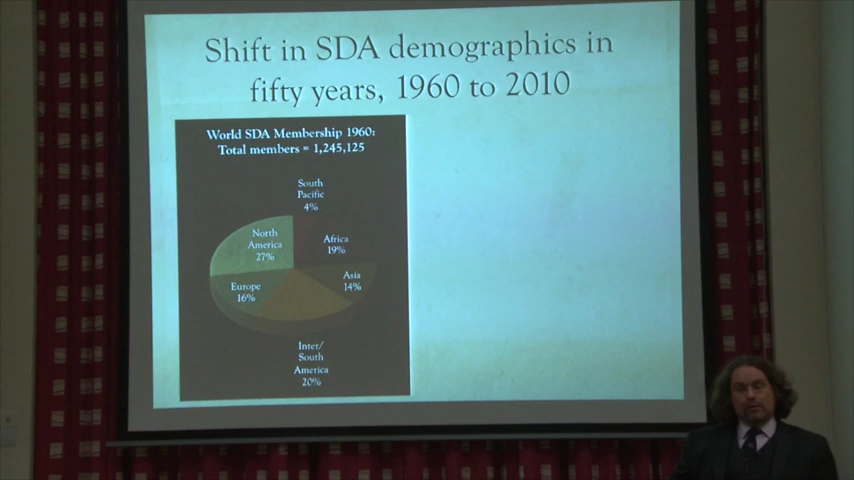 Shift in SDA demographics in
fifty years, 1960 to 2010
World SDA Membership 1960:
Total members = 1,245,125
South
Pacific
4%
North
America
27%
Africa
19%
Asia
14%
Europe
16%
Inter/
South
America
20%